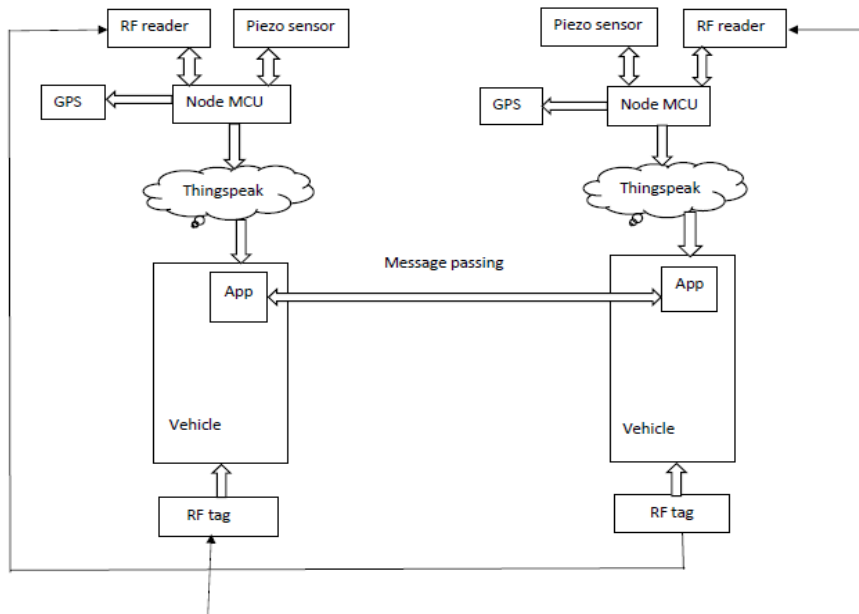 RF reader
Piezo sensor
Piezo sensor
RF reader
GPS
Node MCU
GPS
Node MCU
Thingspeak
Thingspeak
Message passing
App
App
Vehicle
Vehicle
RF tag
RF tag